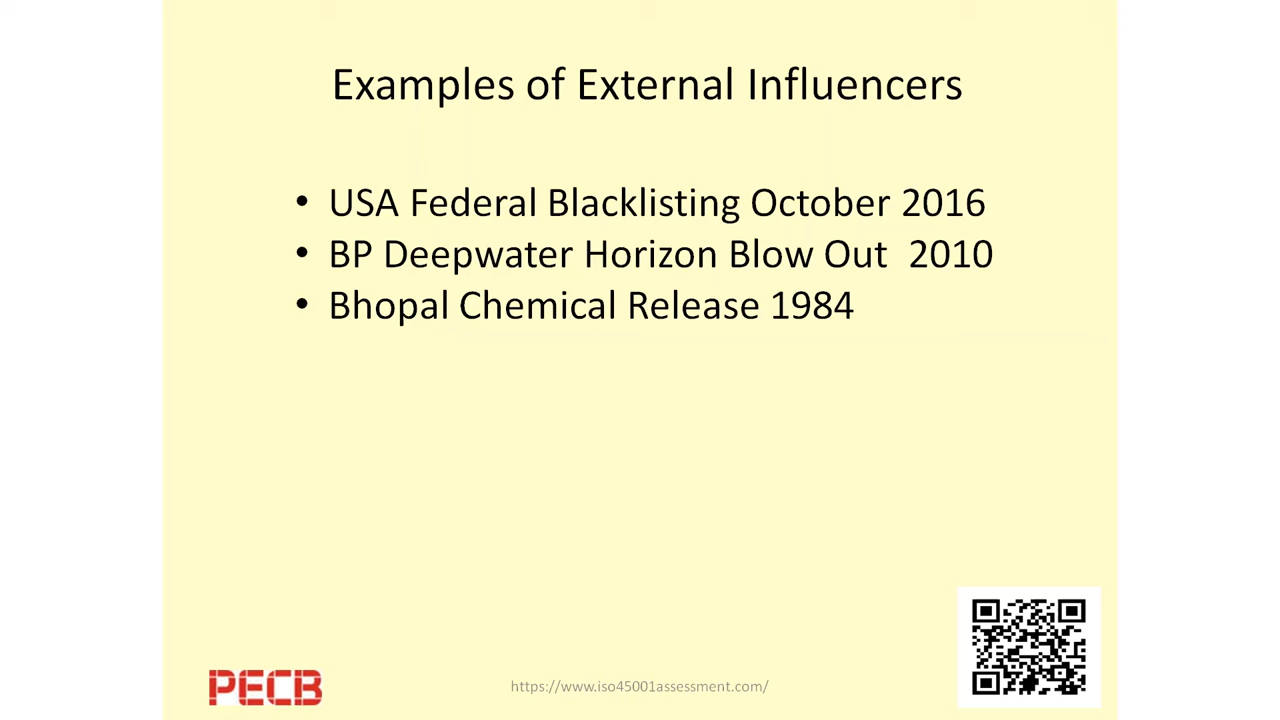 Examples of External Influencers
• USA Federal Blacklisting October 2016
• BP Deepwater Horizon Blow Out  2010
• Bhopal Chemical Release 1984
PECB
https://www.iso45001assessment.com/